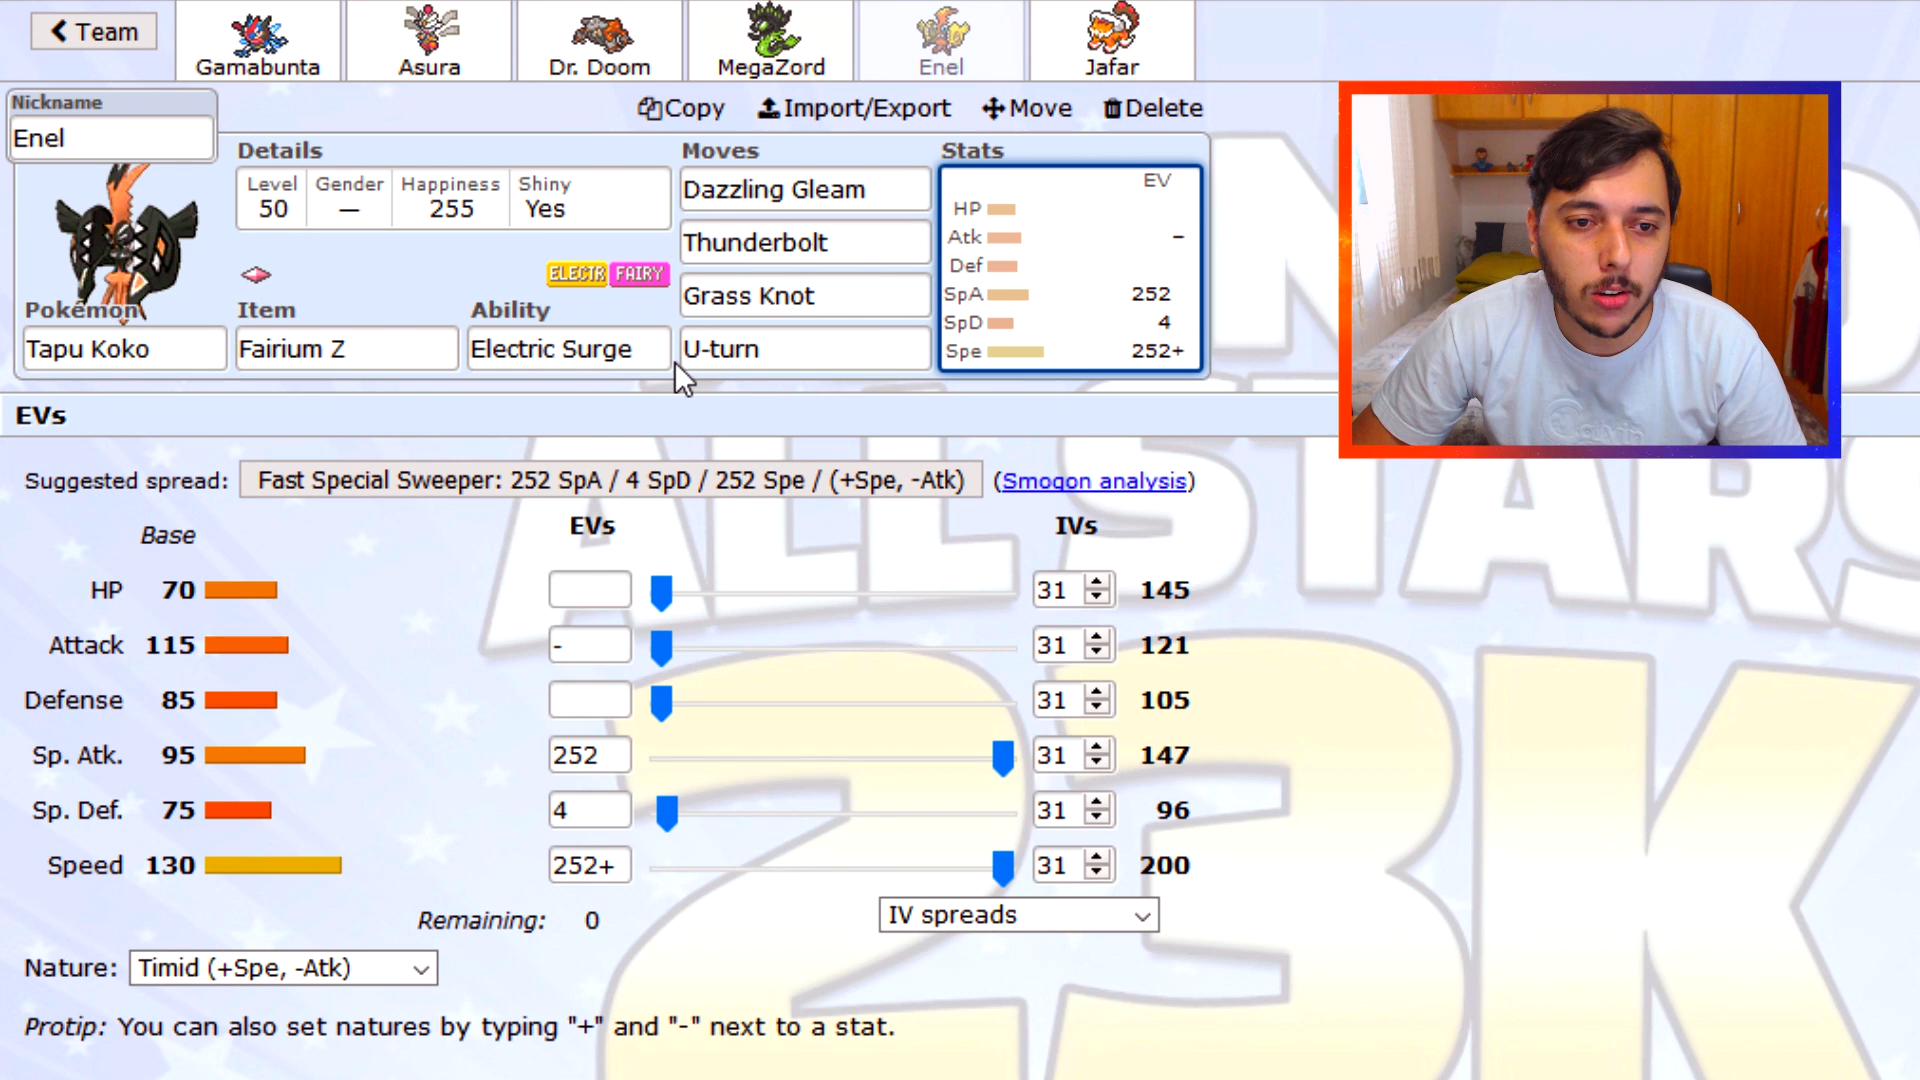 Team
Gamabunta
Asura
Dr. Doom
MegaZord
Enel
Jafar
Nickname
Enel
Copy
Import/Export
Move
Delete
Details
Level
50
Gender
—
Happiness
255
Shiny
Yes
ELECTR FAIRY
Pokémon
Tapu Koko
Item
Fairium Z
Ability
Electric Surge
Moves
Dazzling Gleam
Thunderbolt
Grass Knot
U-turn
Stats
EV
HP
Atk –
Def
SpA 252
SpD 4
Spe 252+
EVs
Suggested spread: Fast Special Sweeper: 252 SpA / 4 SpD / 252 Spe / (+Spe, -Atk) (Smogon analysis)
Base EVs IVs
HP 70 31 145
Attack 115 - 31 121
Defense 85 31 105
Sp. Atk. 95 252 31 147
Sp. Def. 75 4 31 96
Speed 130 252+ 31 200
Remaining: 0
IV spreads
Nature: Timid (+Spe, -Atk)
Protip: You can also set natures by typing "+" and "-" next to a stat.
ALL STARS
23K